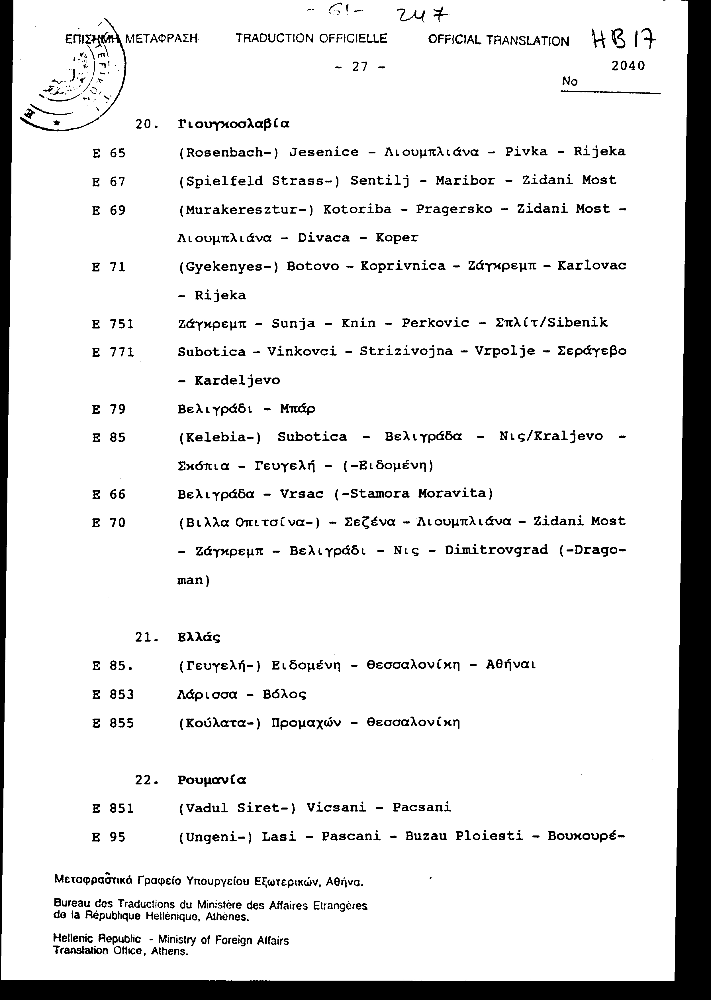 - 61- 247
ΕΠΙΣΗΜΗ ΜΕΤΑΦΡΑΣΗ TRADUCTION OFFICIELLE OFFICIAL TRANSLATION HB 17
- 27 - 2040
No
20. Γιουγκοσλαβία
E 65 (Rosenbach-) Jesenice - Λιουμπλιάνα - Pivka - Rijeka
E 67 (Spielfeld Strass-) Sentilj - Maribor - Zidani Most
E 69 (Murakeresztur-) Kotoriba - Pragersko - Zidani Most -
Λιουμπλιάνα - Divaca - Koper
E 71 (Gyekenyes-) Botovo - Koprivnica - Ζάγκρεμπ - Karlovac
- Rijeka
E 751 Ζάγκρεμπ - Sunja - Knin - Perkovic - Σπλίτ/Sibenik
E 771 Subotica - Vinkovci - Strizivojna - Vrpolje - Σεράγεβο
- Kardeljevo
E 79 Βελιγράδι - Μπάρ
E 85 (Kelebia-) Subotica - Βελιγράδα - Νις/Kraljevo -
Σκόπια - Γευγελή - (-Ειδομένη)
E 66 Βελιγράδα - Vrsac (-Stamora Moravita)
E 70 (Βιλλα Οπιτσίνα-) - Σεζένα - Λιουμπλιάνα - Zidani Most
- Ζάγκρεμπ - Βελιγράδι - Νις - Dimitrovgrad (-Drago-
man)
21. Ελλάς
E 85. (Γευγελή-) Ειδομένη - Θεσσαλονίκη - Αθήναι
E 853 Λάρισσα - Βόλος
E 855 (Κούλατα-) Προμαχών - Θεσσαλονίκη
22. Ρουμανία
E 851 (Vadul Siret-) Vicsani - Pacsani
E 95 (Ungeni-) Lasi - Pascani - Buzau Ploiesti - Βουκουρέ-
Μεταφραστικό Γραφείο Υπουργείου Εξωτερικών, Αθήνα.
Bureau des Traductions du Ministère des Affaires Etrangères
de la République Hellénique, Athènes.
Hellenic Republic - Ministry of Foreign Affairs
Translation Office, Athens.